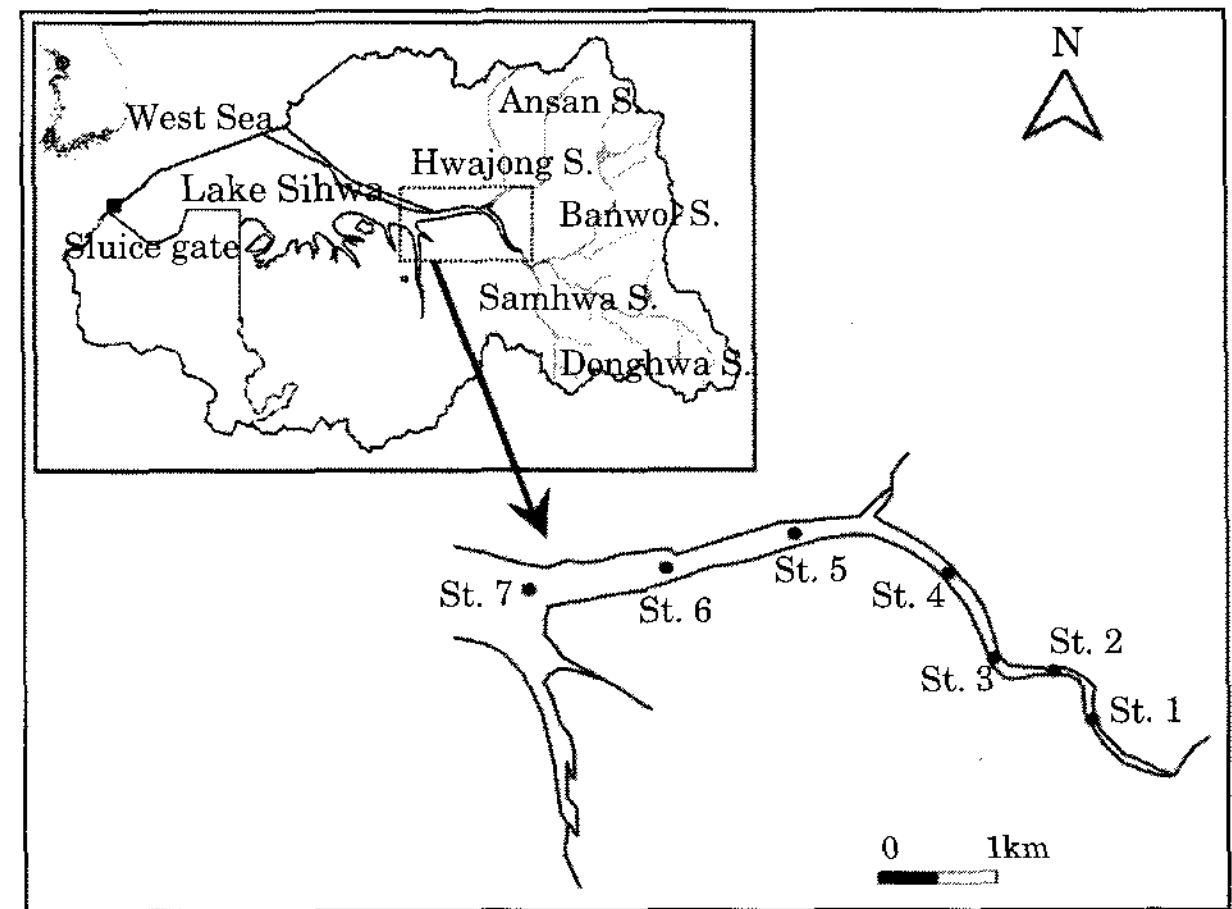 N
Ansan S.
West Sea
Hwajong S.
Lake Sihwa
Banwol S.
Sluice gate
Samhwa S.
Donghwa S.
St. 7
St. 6
St. 5
St. 4
St. 3
St. 2
St. 1
0 1km